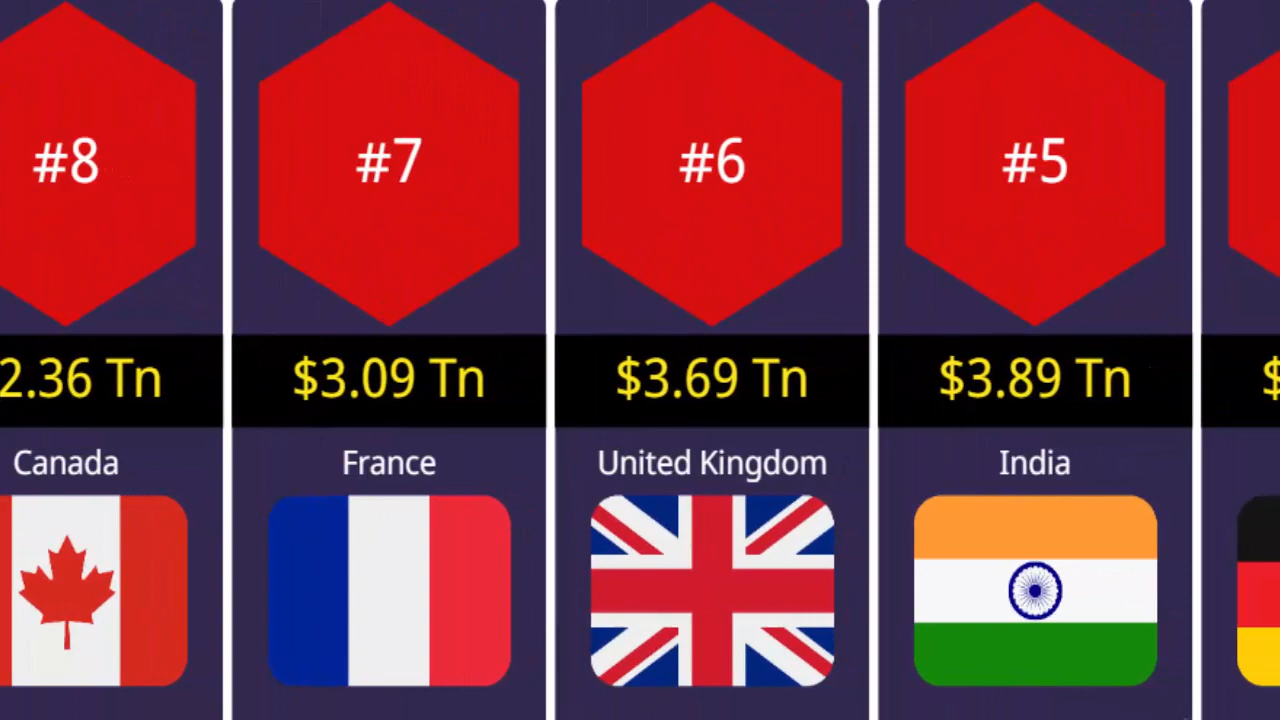 #8
#7
#6
#5
2.36 Tn
$3.09 Tn
$3.69 Tn
$3.89 Tn
$
Canada
France
United Kingdom
India